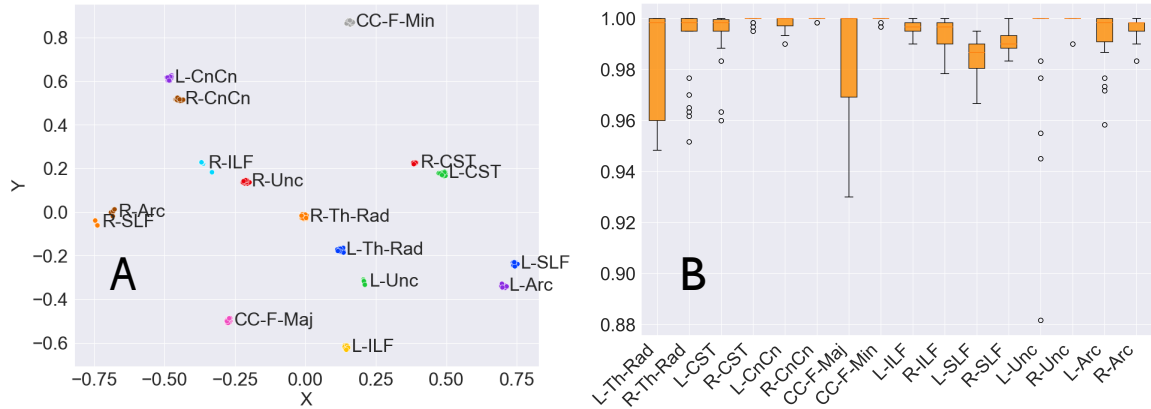 CC-F-Min
0.8
L-CnCn
0.6
R-CnCn
0.4
R-ILF
R-CST
0.2
L-CST
R-Unc
R-Arc
0.0
R-SLF
R-Th-Rad
L-Th-Rad
−0.2
L-SLF
L-Unc
L-Arc
−0.4
CC-F-Maj
−0.6
L-ILF
Y
A
−0.75 −0.50 −0.25 0.00 0.25 0.50 0.75
X
1.00
0.98
0.96
0.94
0.92
0.90
0.88
B
L-Th-Rad
R-Th-Rad
L-CST
R-CST
L-CnCn
R-CnCn
CC-F-Maj
CC-F-Min
L-ILF
R-ILF
L-SLF
R-SLF
L-Unc
R-Unc
L-Arc
R-Arc